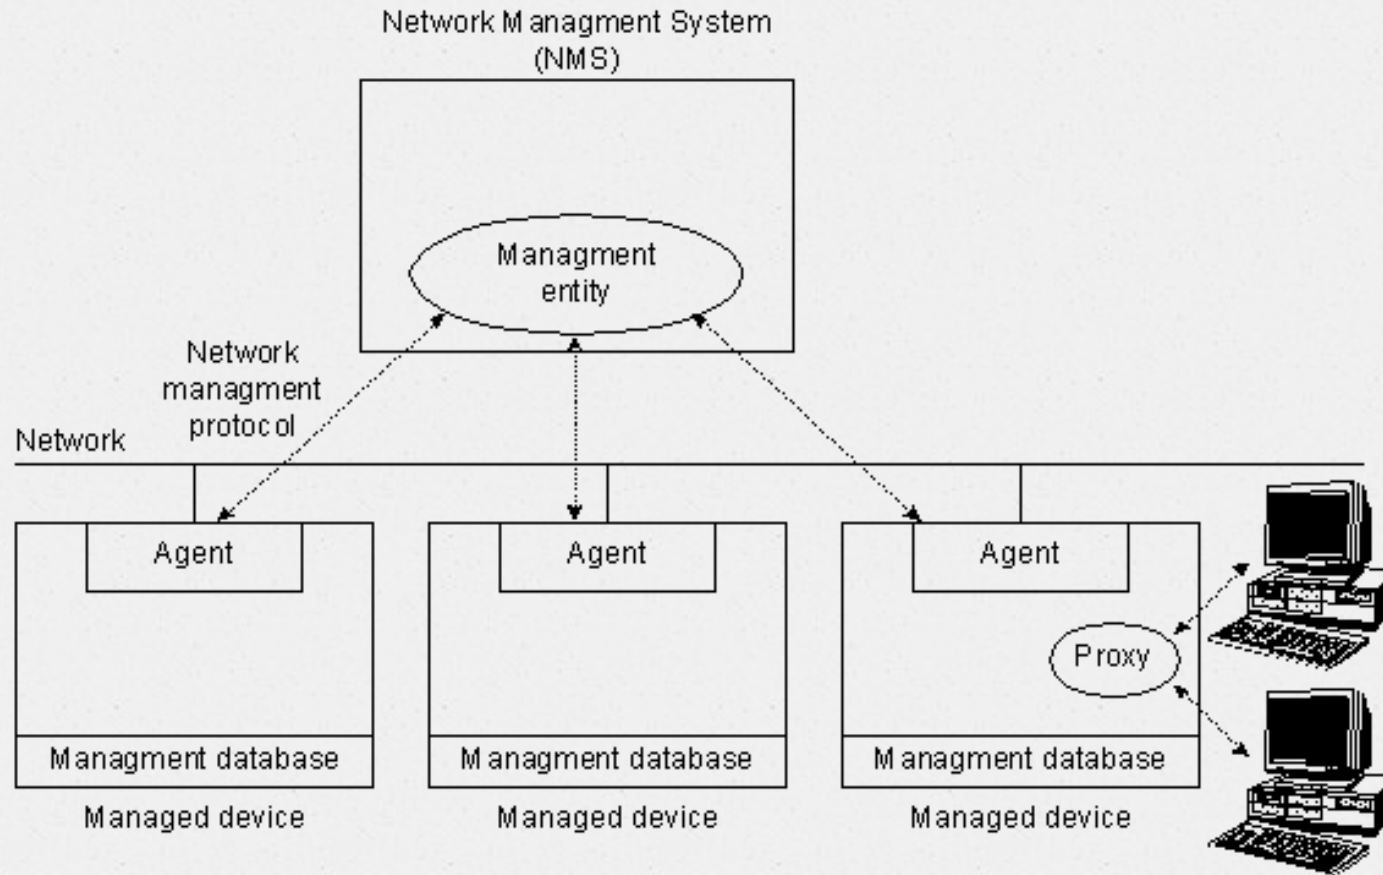 Network Managment System
(NMS)
Managment
entity
Network
managment
protocol
Network
Agent
Agent
Agent
Proxy
Managment database
Managment database
Managment database
Managed device
Managed device
Managed device